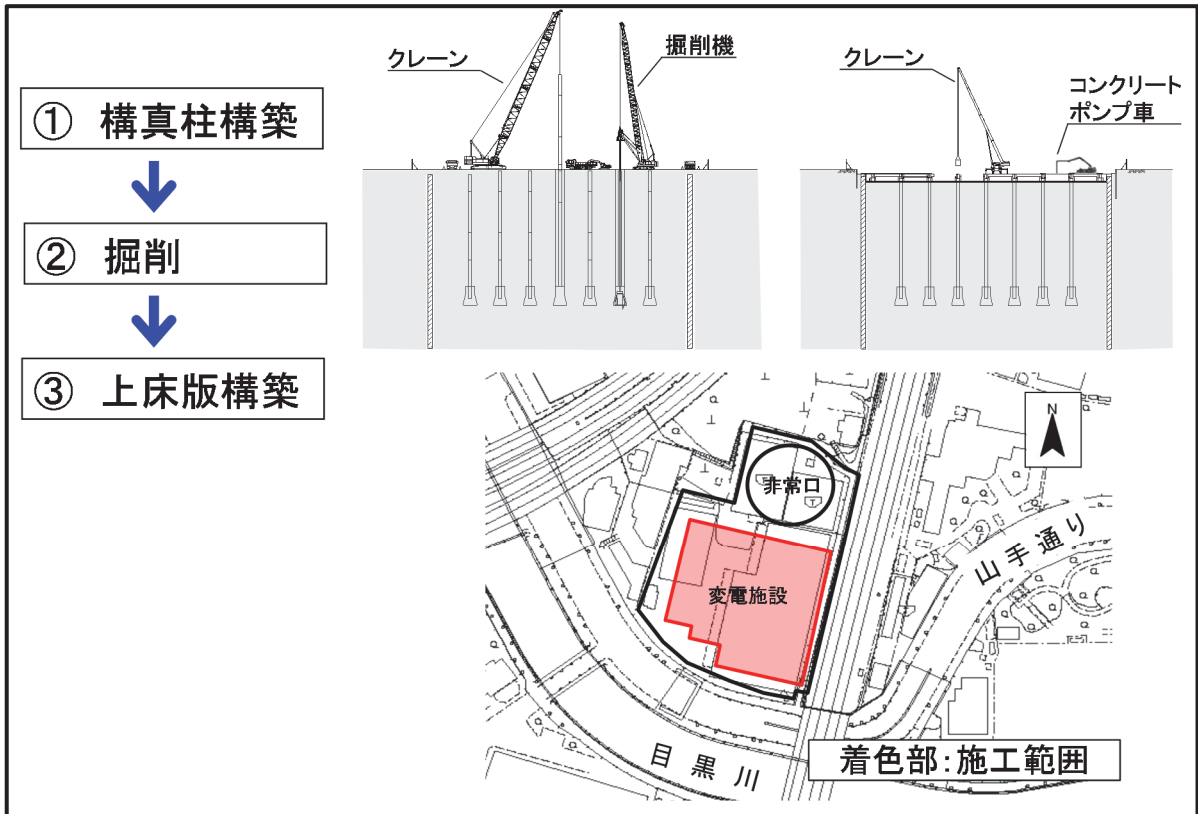 ① 構真柱構築
② 掘削
③ 上床版構築
クレーン
掘削機
クレーン
コンクリート
ポンプ車
N
非常口
変電施設
山手通り
目黒川
着色部:施工範囲